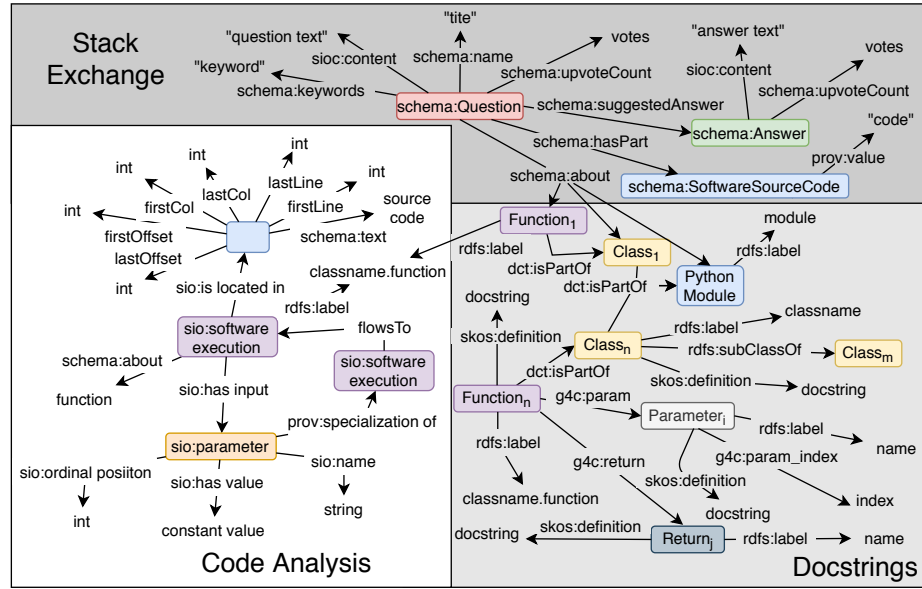 Stack
Exchange
"tite"
"question text"
votes
"answer text"
votes
sioc:content
schema:name
sioc:content
"keyword"
schema:upvoteCount
schema:keywords
schema:upvoteCount
schema:Question
schema:suggestedAnswer
"code"
schema:Answer
schema:hasPart
prov:value
schema:about
schema:SoftwareSourceCode
int
int
int
int
lastCol
lastLine
firstCol
firstLine
source
code
int
firstOffset
schema:text
lastOffset
int
sio:is located in
rdfs:label
classname.function
rdfs:label
sio:software
execution
flowsTo
schema:about
sio:software
execution
function
sio:has input
prov:specialization of
sio:parameter
sio:ordinal posiiton
sio:name
sio:has value
int
string
constant value
Code Analysis
Function1
module
rdfs:label
Class1
dct:isPartOf
dct:isPartOf
Python
Module
docstring
classname
skos:definition
rdfs:label
Classn
rdfs:subClassOf
Classm
dct:isPartOf
skos:definition
docstring
Functionn
g4c:param
Parameteri
rdfs:label
rdfs:label
name
g4c:return
g4c:param_index
skos:definition
classname.function
index
docstring
docstring
skos:definition
Returnj
rdfs:label
name
Docstrings